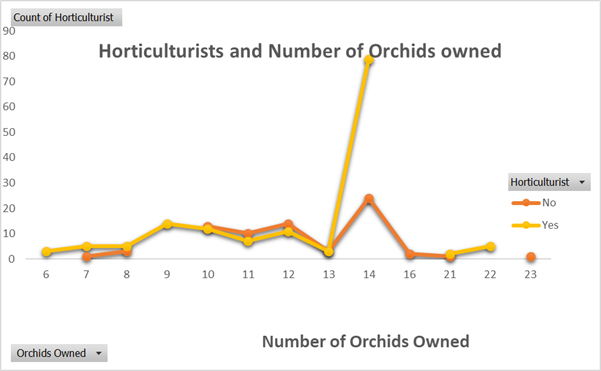 Count of Horticulturist
Horticulturists and Number of Orchids owned
90
80
70
60
50
40
30
20
10
0
6 7 8 9 10 11 12 13 14 16 21 22 23
Horticulturist
No
Yes
Number of Orchids Owned
Orchids Owned